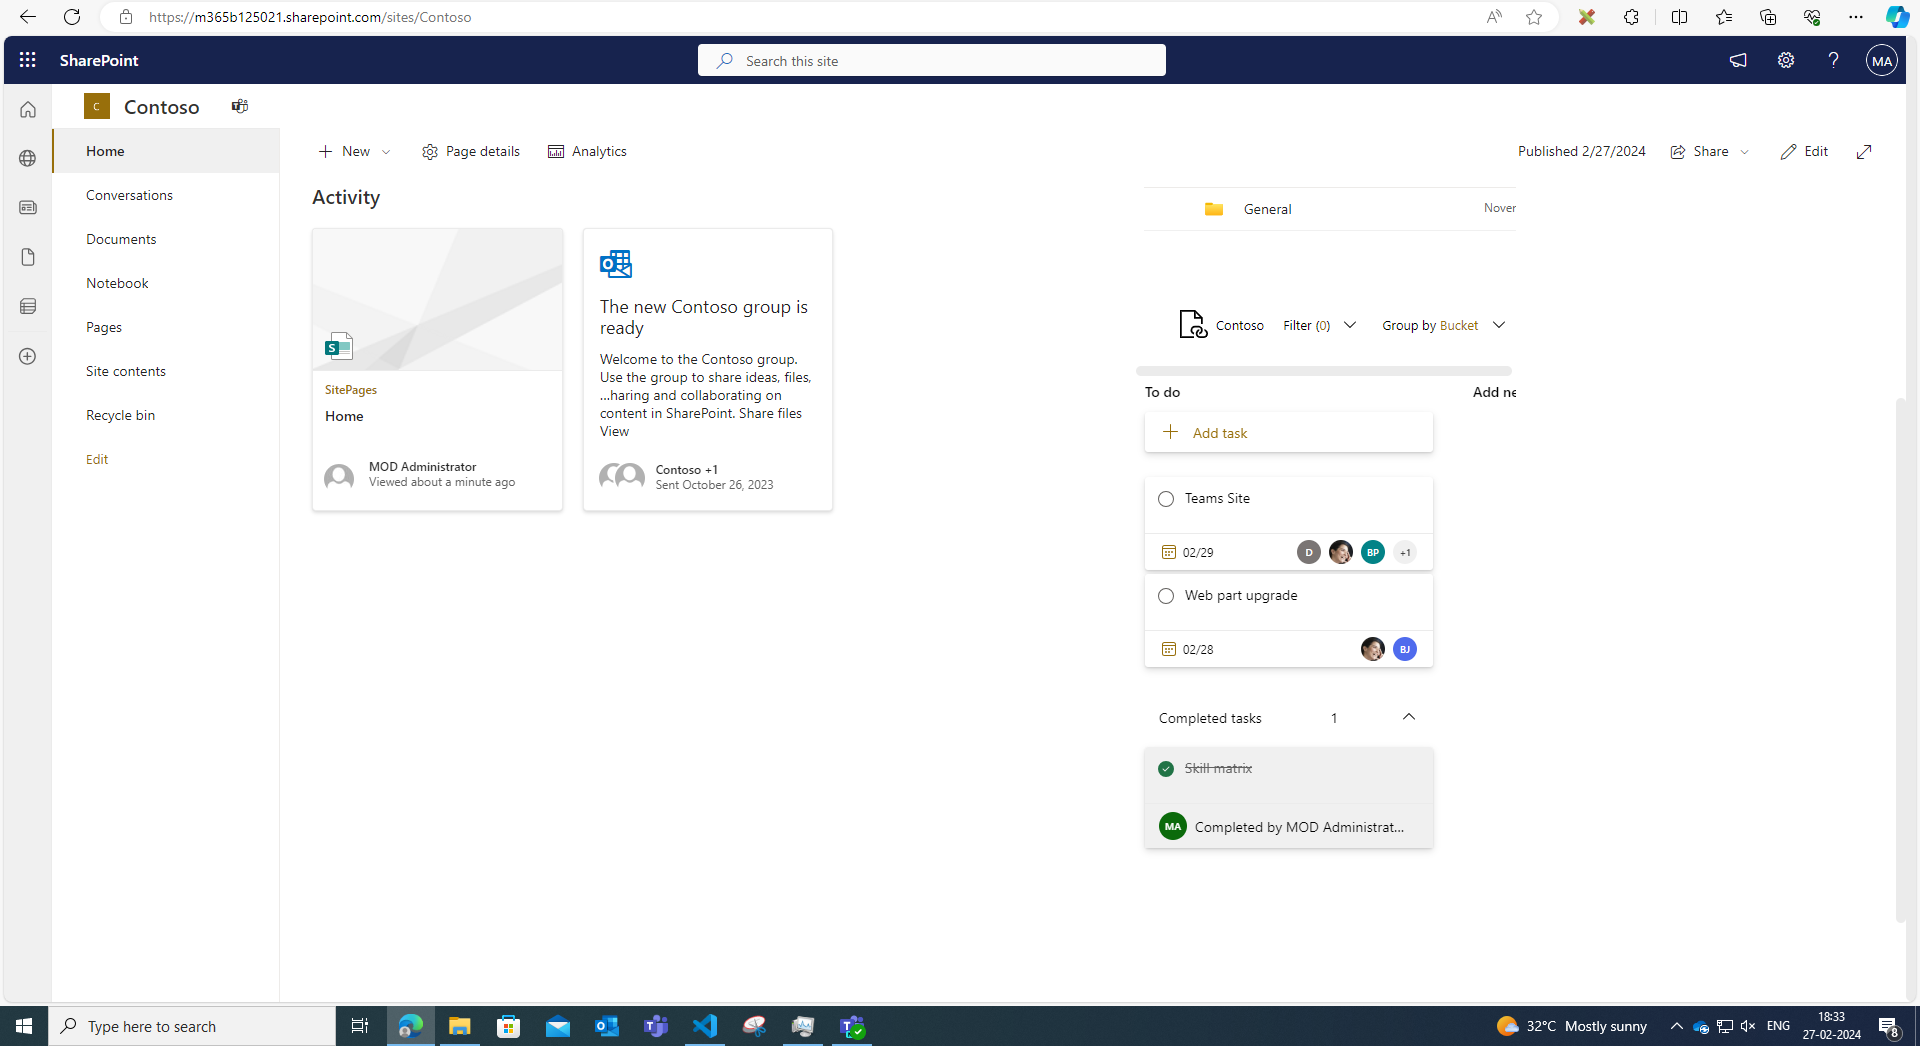 https://m365b125021.sharepoint.com/sites/Contoso
SharePoint
Search this site
MA
C
Contoso
Home
Conversations
Documents
Notebook
Pages
Site contents
Recycle bin
Edit
New
Page details
Analytics
Published 2/27/2024
Share
Edit
Activity
SitePages
Home
MOD Administrator
Viewed about a minute ago
The new Contoso group is
ready
Welcome to the Contoso group.
Use the group to share ideas, files,
...haring and collaborating on
content in SharePoint. Share files
View
Contoso +1
Sent October 26, 2023
General
Nover
Contoso
Filter (0)
Group by Bucket
To do
Add ne
Add task
Teams Site
02/29
D
BP
+1
Web part upgrade
02/28
BJ
Completed tasks
1
Skill matrix
MA
Completed by MOD Administrat...
Type here to search
32°C Mostly sunny
ENG
18:33
27-02-2024
8